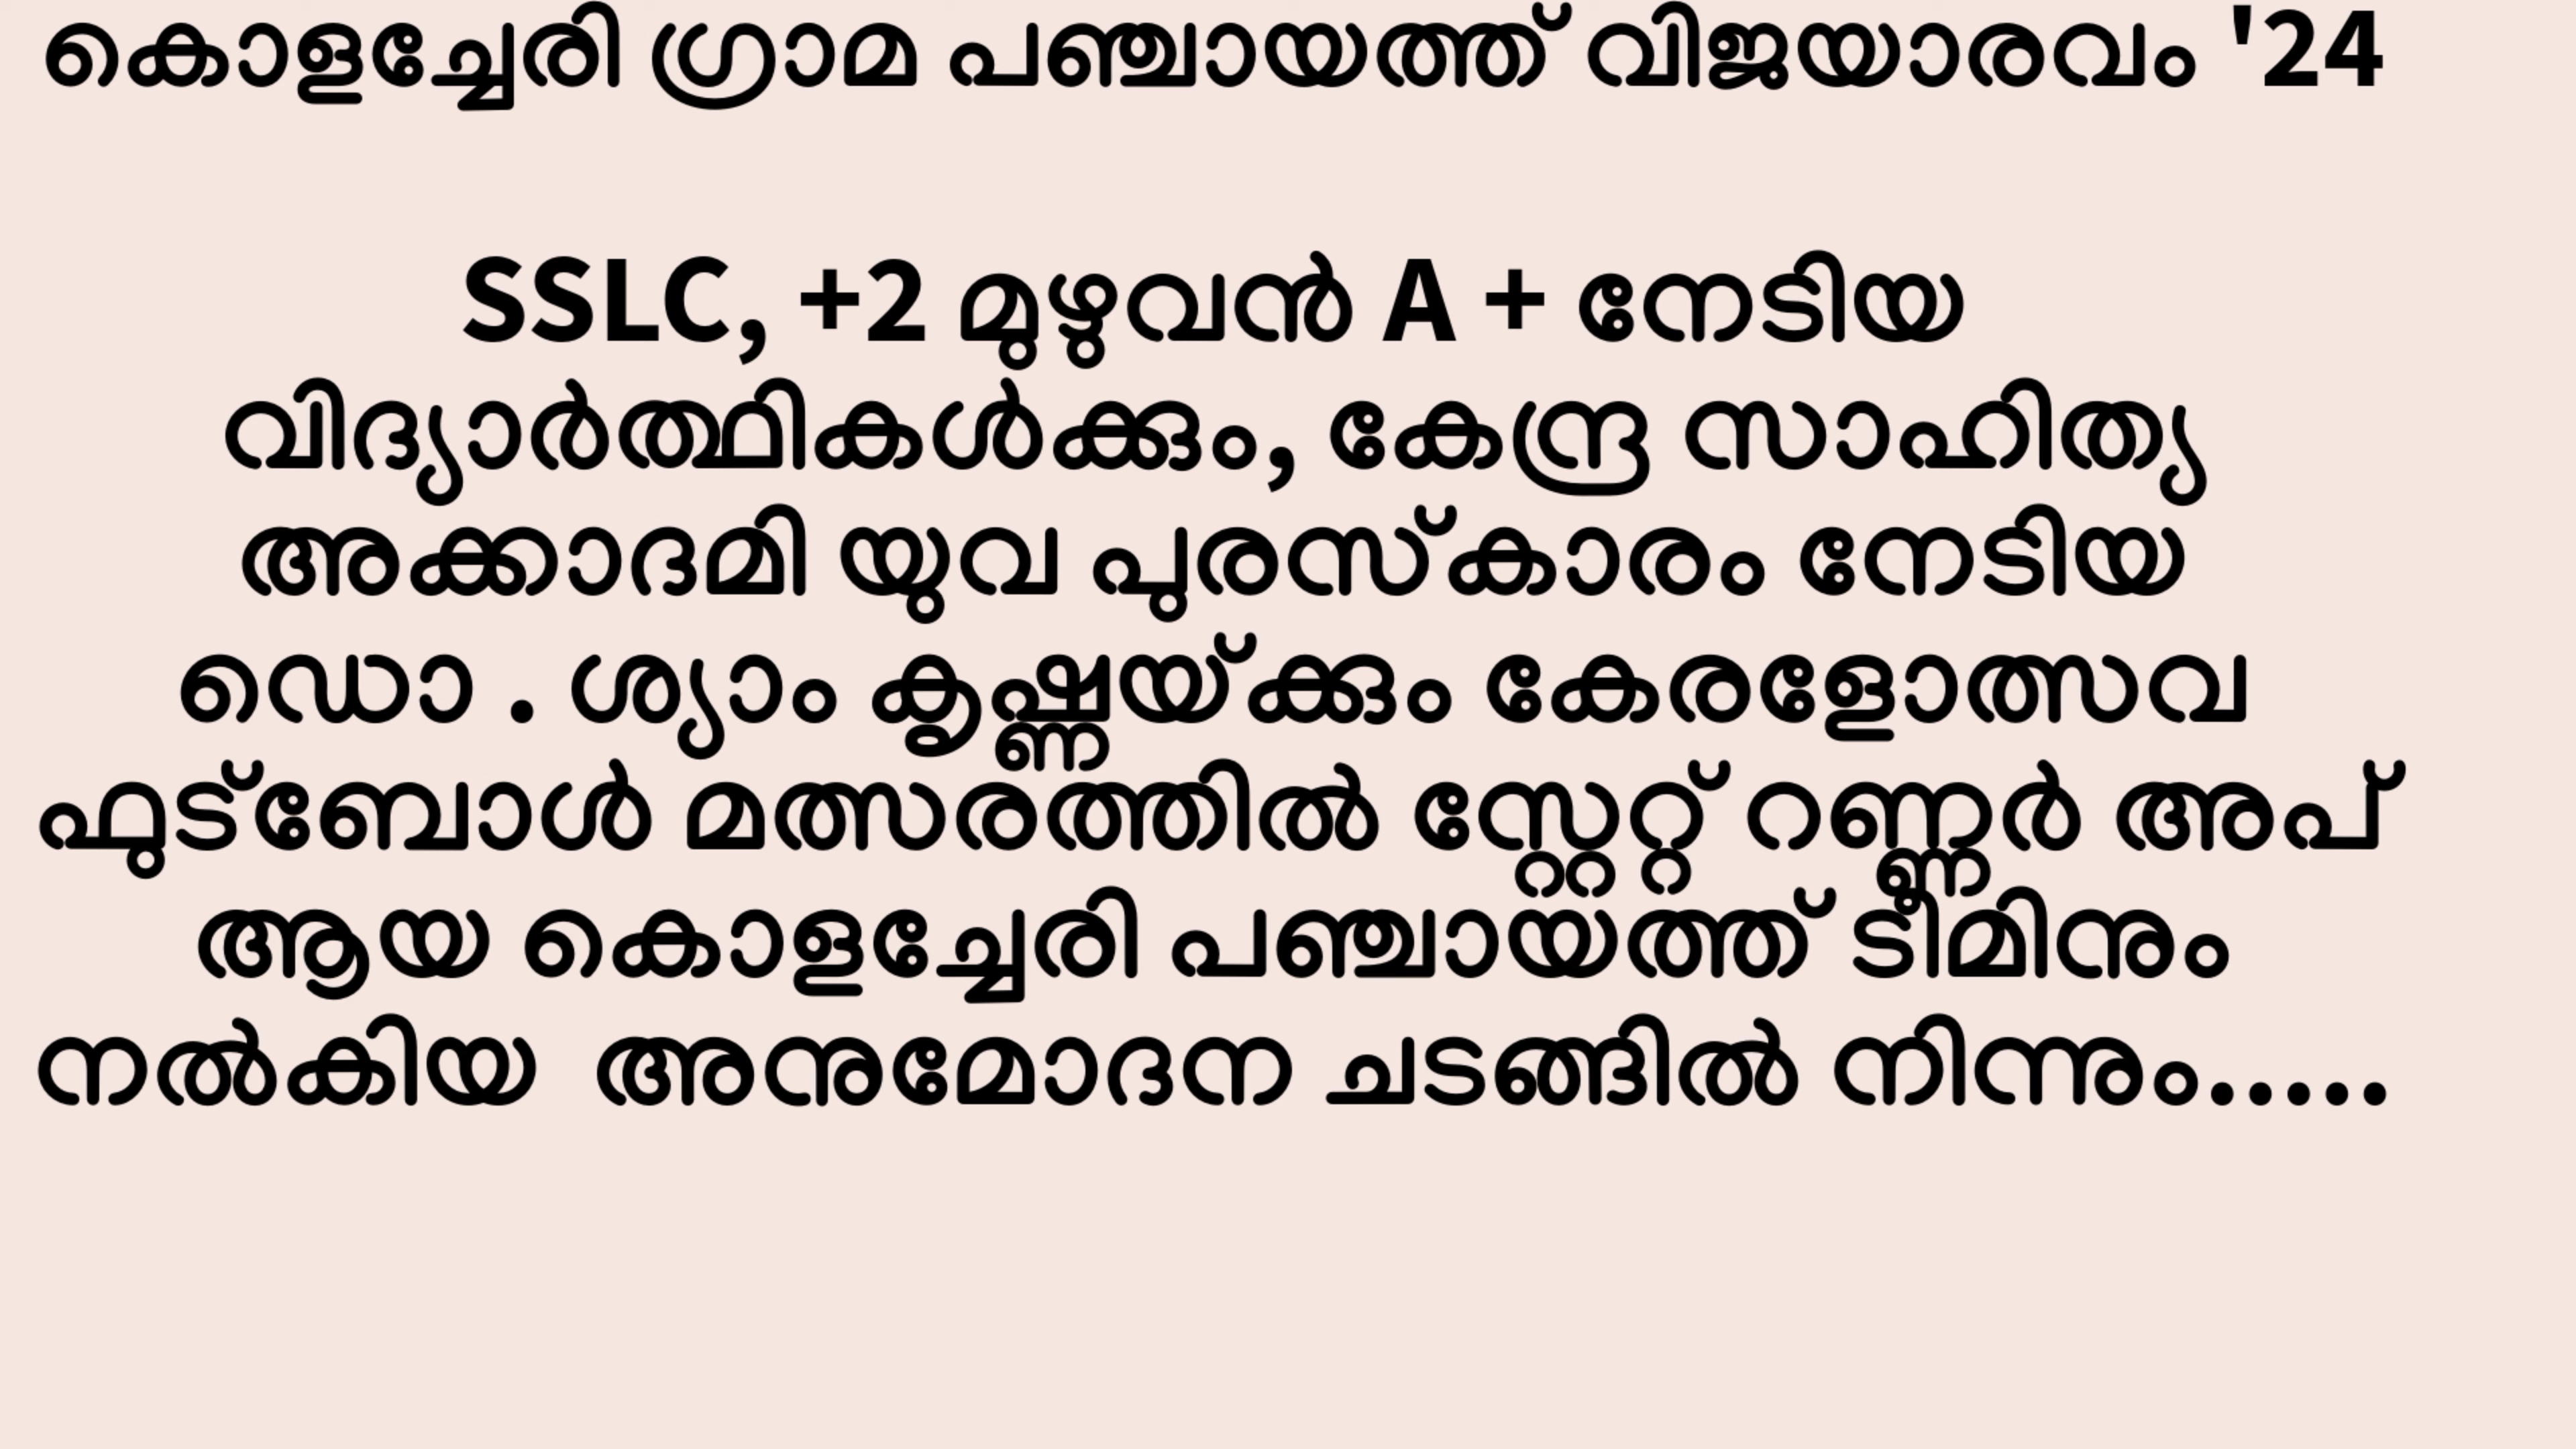 കൊളച്ചേരി ഗ്രാമ പഞ്ചായത്ത് വിജയാരവം '24
SSLC, +2 മുഴുവൻ A + നേടിയ
വിദ്യാർത്ഥികൾക്കും, കേന്ദ്ര സാഹിത്യ
അക്കാദമി യുവ പുരസ്‌കാരം നേടിയ
ഡൊ . ശ്യാം കൃഷ്ണയ്ക്കും കേരളോത്സവ
ഫുട്ബോൾ മത്സരത്തിൽ സ്റ്റേറ്റ് റണ്ണർ അപ്
ആയ കൊളച്ചേരി പഞ്ചായത്ത് ടീമിനും
നൽകിയ അനുമോദന ചടങ്ങിൽ നിന്നും.....